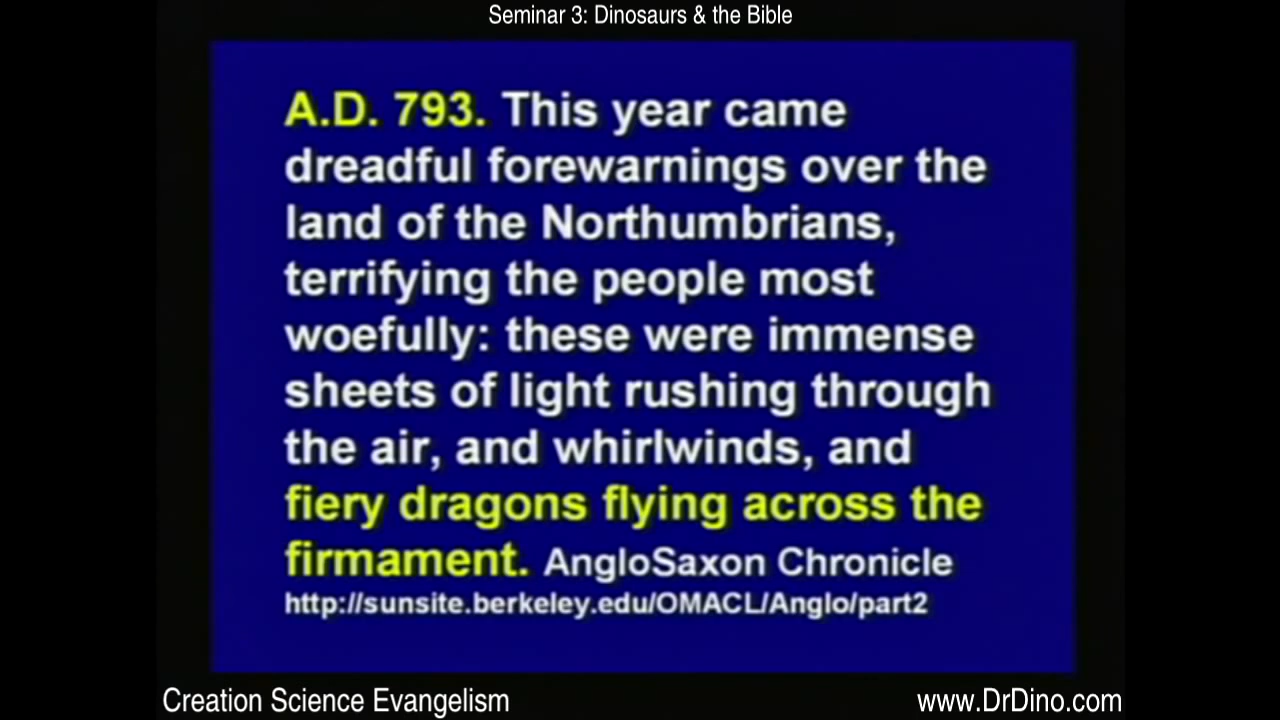 Seminar 3: Dinosaurs & the Bible
A.D. 793. This year came
dreadful forewarnings over the
land of the Northumbrians,
terrifying the people most
woefully: these were immense
sheets of light rushing through
the air, and whirlwinds, and
fiery dragons flying across the
firmament. AngloSaxon Chronicle
http://sunsite.berkeley.edu/OMACL/Anglo/part2
Creation Science Evangelism
www.DrDino.com